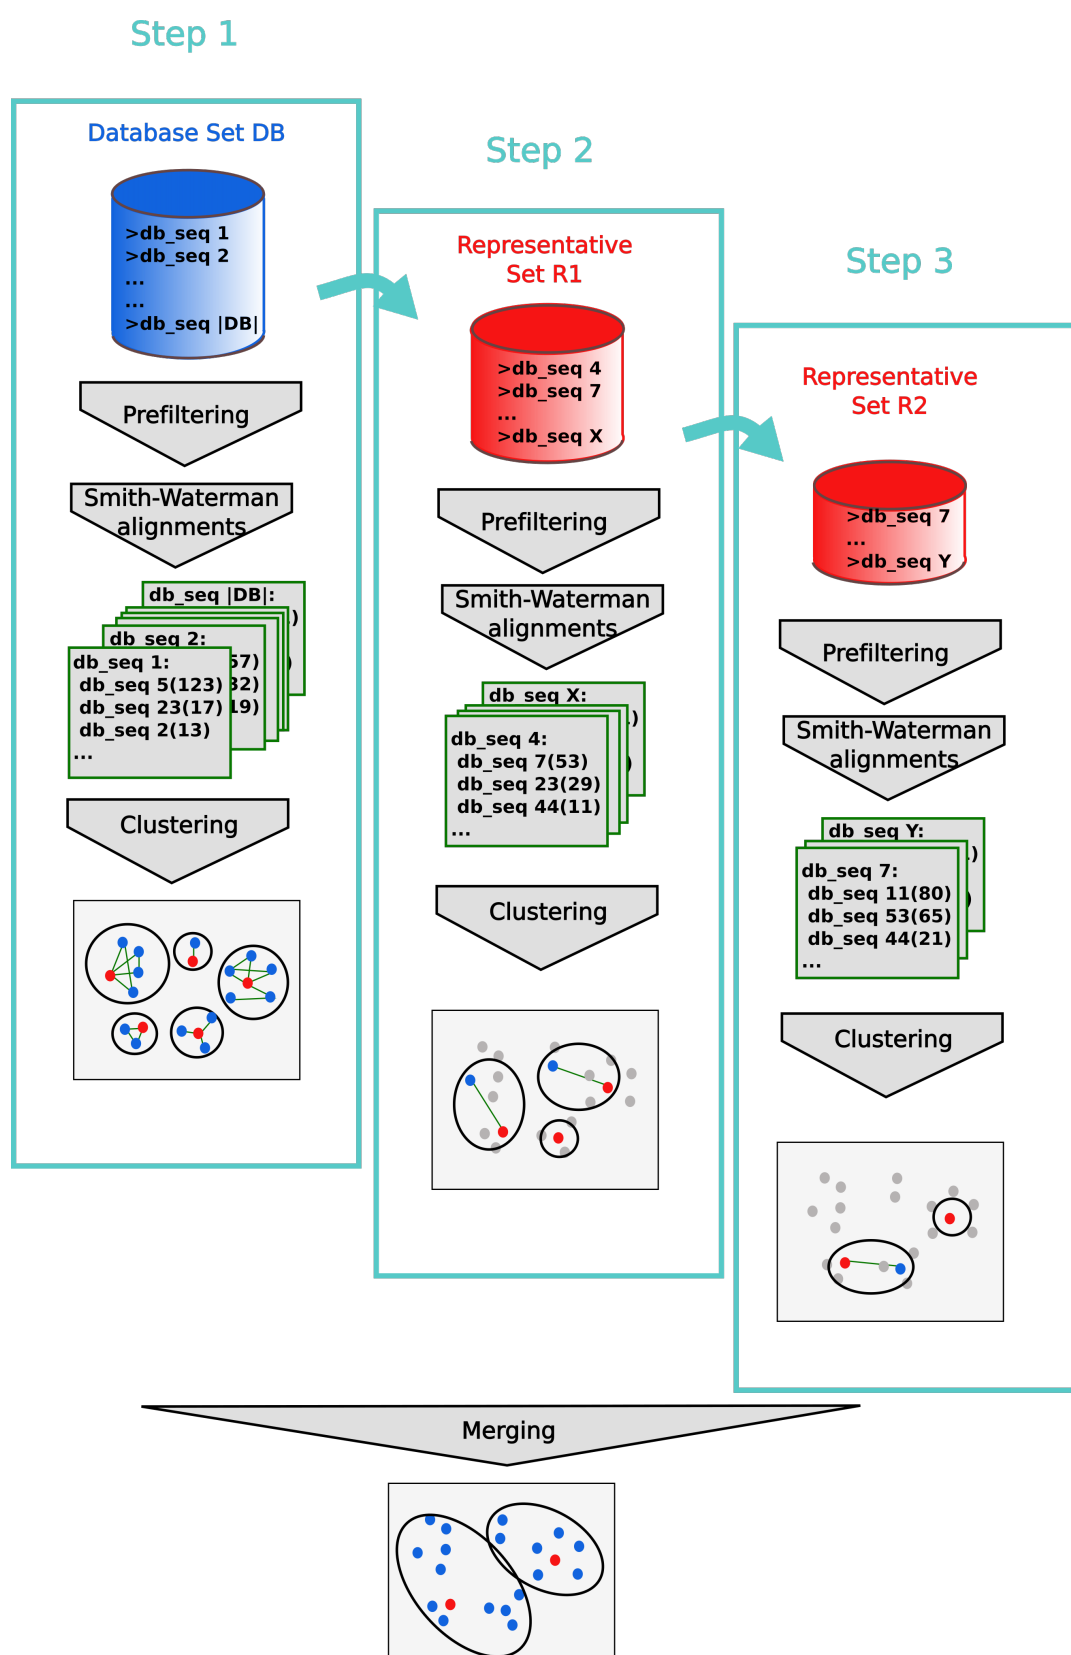 Step 1
Database Set DB
>db_seq 1
>db_seq 2
...
...
>db_seq |DB|
Prefiltering
Smith-Waterman
alignments
db_seq |DB|:
)
db_seq 2:
57)
32)
19)
)
db_seq 1:
db_seq 5(123)
db_seq 23(17)
db_seq 2(13)
...
Clustering
Step 2
Representative
Set R1
>db_seq 4
>db_seq 7
...
>db_seq X
Prefiltering
Smith-Waterman
alignments
db_seq X:
)
)
db_seq 4:
db_seq 7(53)
db_seq 23(29)
db_seq 44(11)
...
Clustering
Step 3
Representative
Set R2
>db_seq 7
...
>db_seq Y
Prefiltering
Smith-Waterman
alignments
db_seq Y:
)
)
db_seq 7:
db_seq 11(80)
db_seq 53(65)
db_seq 44(21)
...
Clustering
Merging